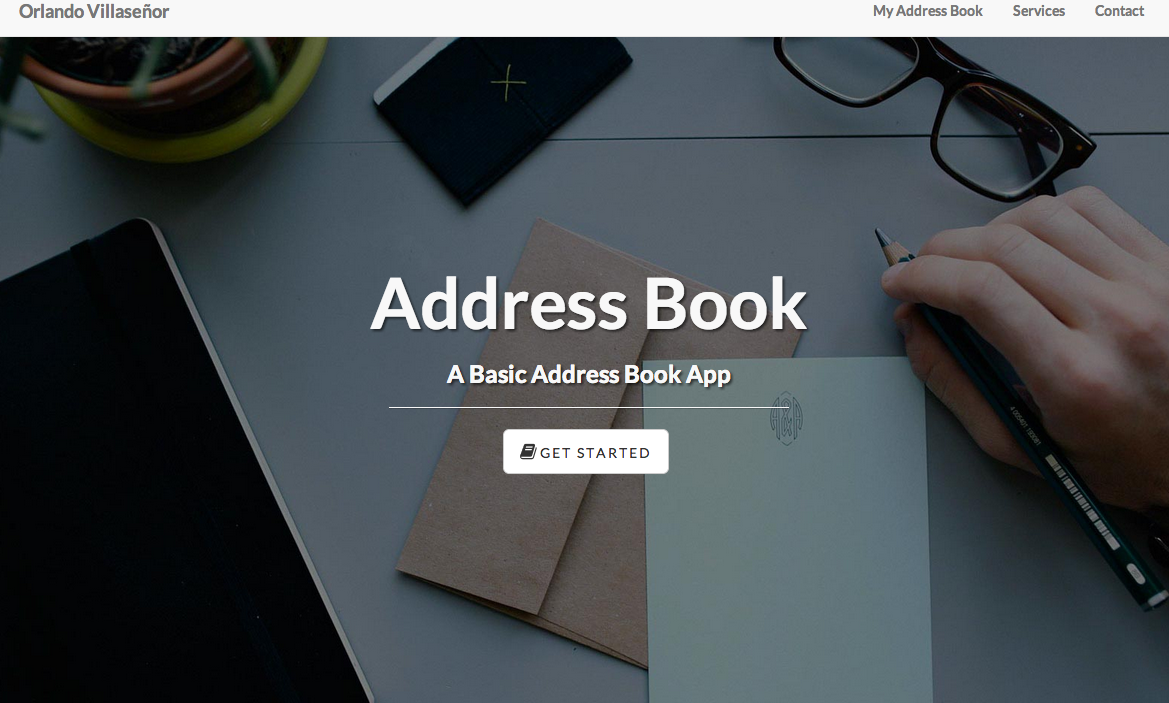 Orlando Villaseñor
My Address Book
Services
Contact
Address Book
A Basic Address Book App
GET STARTED